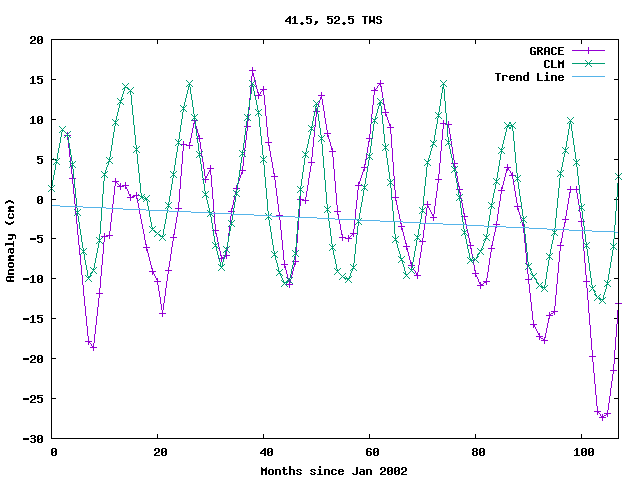 41.5, 52.5 TWS
GRACE
CLM
Trend Line
20
15
10
5
0
-5
-10
-15
-20
-25
-30
Anomaly (cm)
0 20 40 60 80 100
Months since Jan 2002